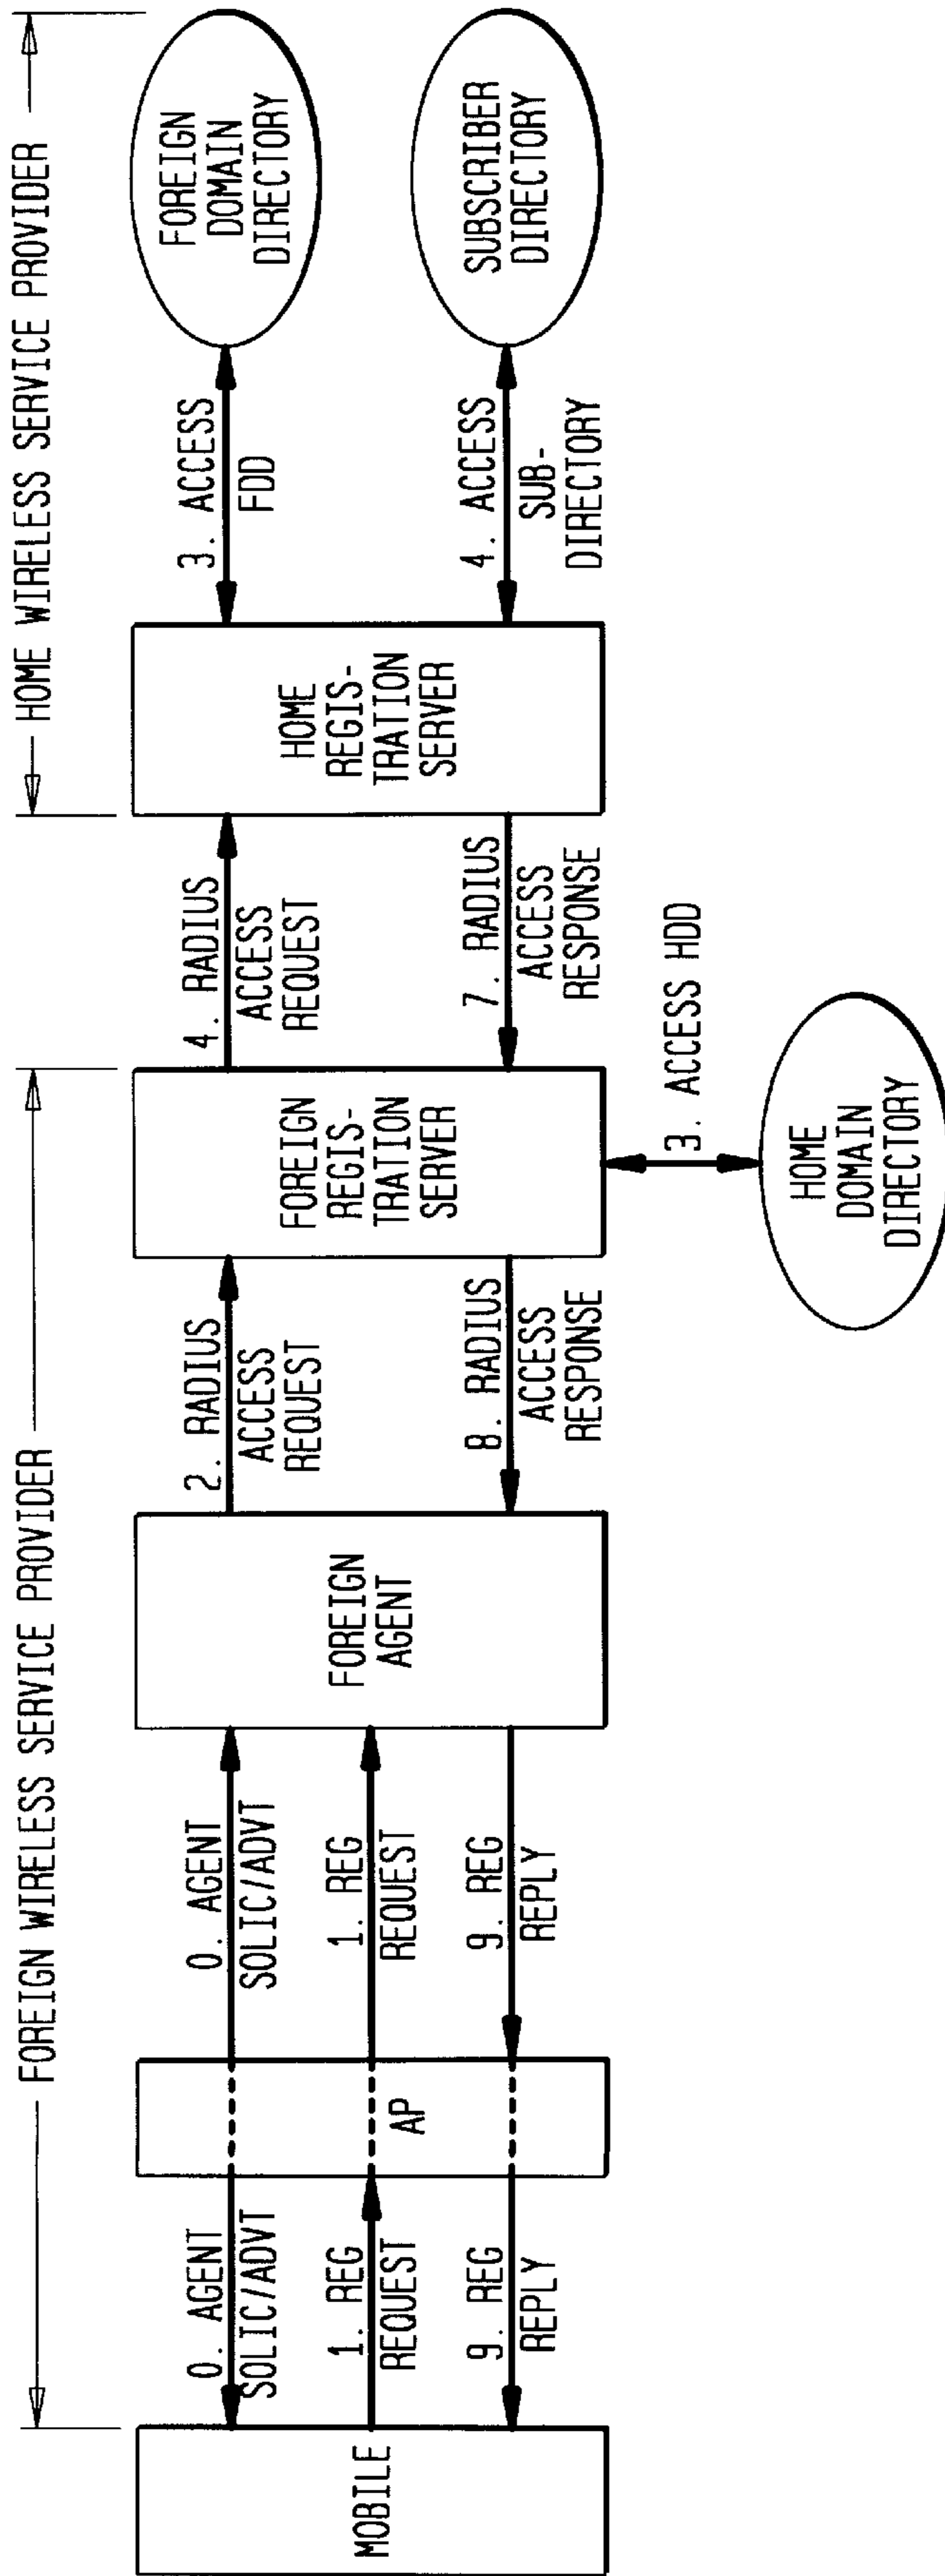 FOREIGN WIRELESS SERVICE PROVIDER
HOME WIRELESS SERVICE PROVIDER
MOBILE
0. AGENT
SOLIC/ADVT
1. REG
REQUEST
9. REG
REPLY
AP
0. AGENT
SOLIC/ADVT
1. REG
REQUEST
9. REG
REPLY
FOREIGN
AGENT
2. RADIUS
ACCESS
REQUEST
8. RADIUS
ACCESS
RESPONSE
FOREIGN
REGIS-
TRATION
SERVER
3. ACCESS HDD
HOME
DOMAIN
DIRECTORY
4. RADIUS
ACCESS
REQUEST
7. RADIUS
ACCESS
RESPONSE
HOME
REGIS-
TRATION
SERVER
3. ACCESS
FDD
4. ACCESS
SUB-
DIRECTORY
FOREIGN
DOMAIN
DIRECTORY
SUBSCRIBER
DIRECTORY